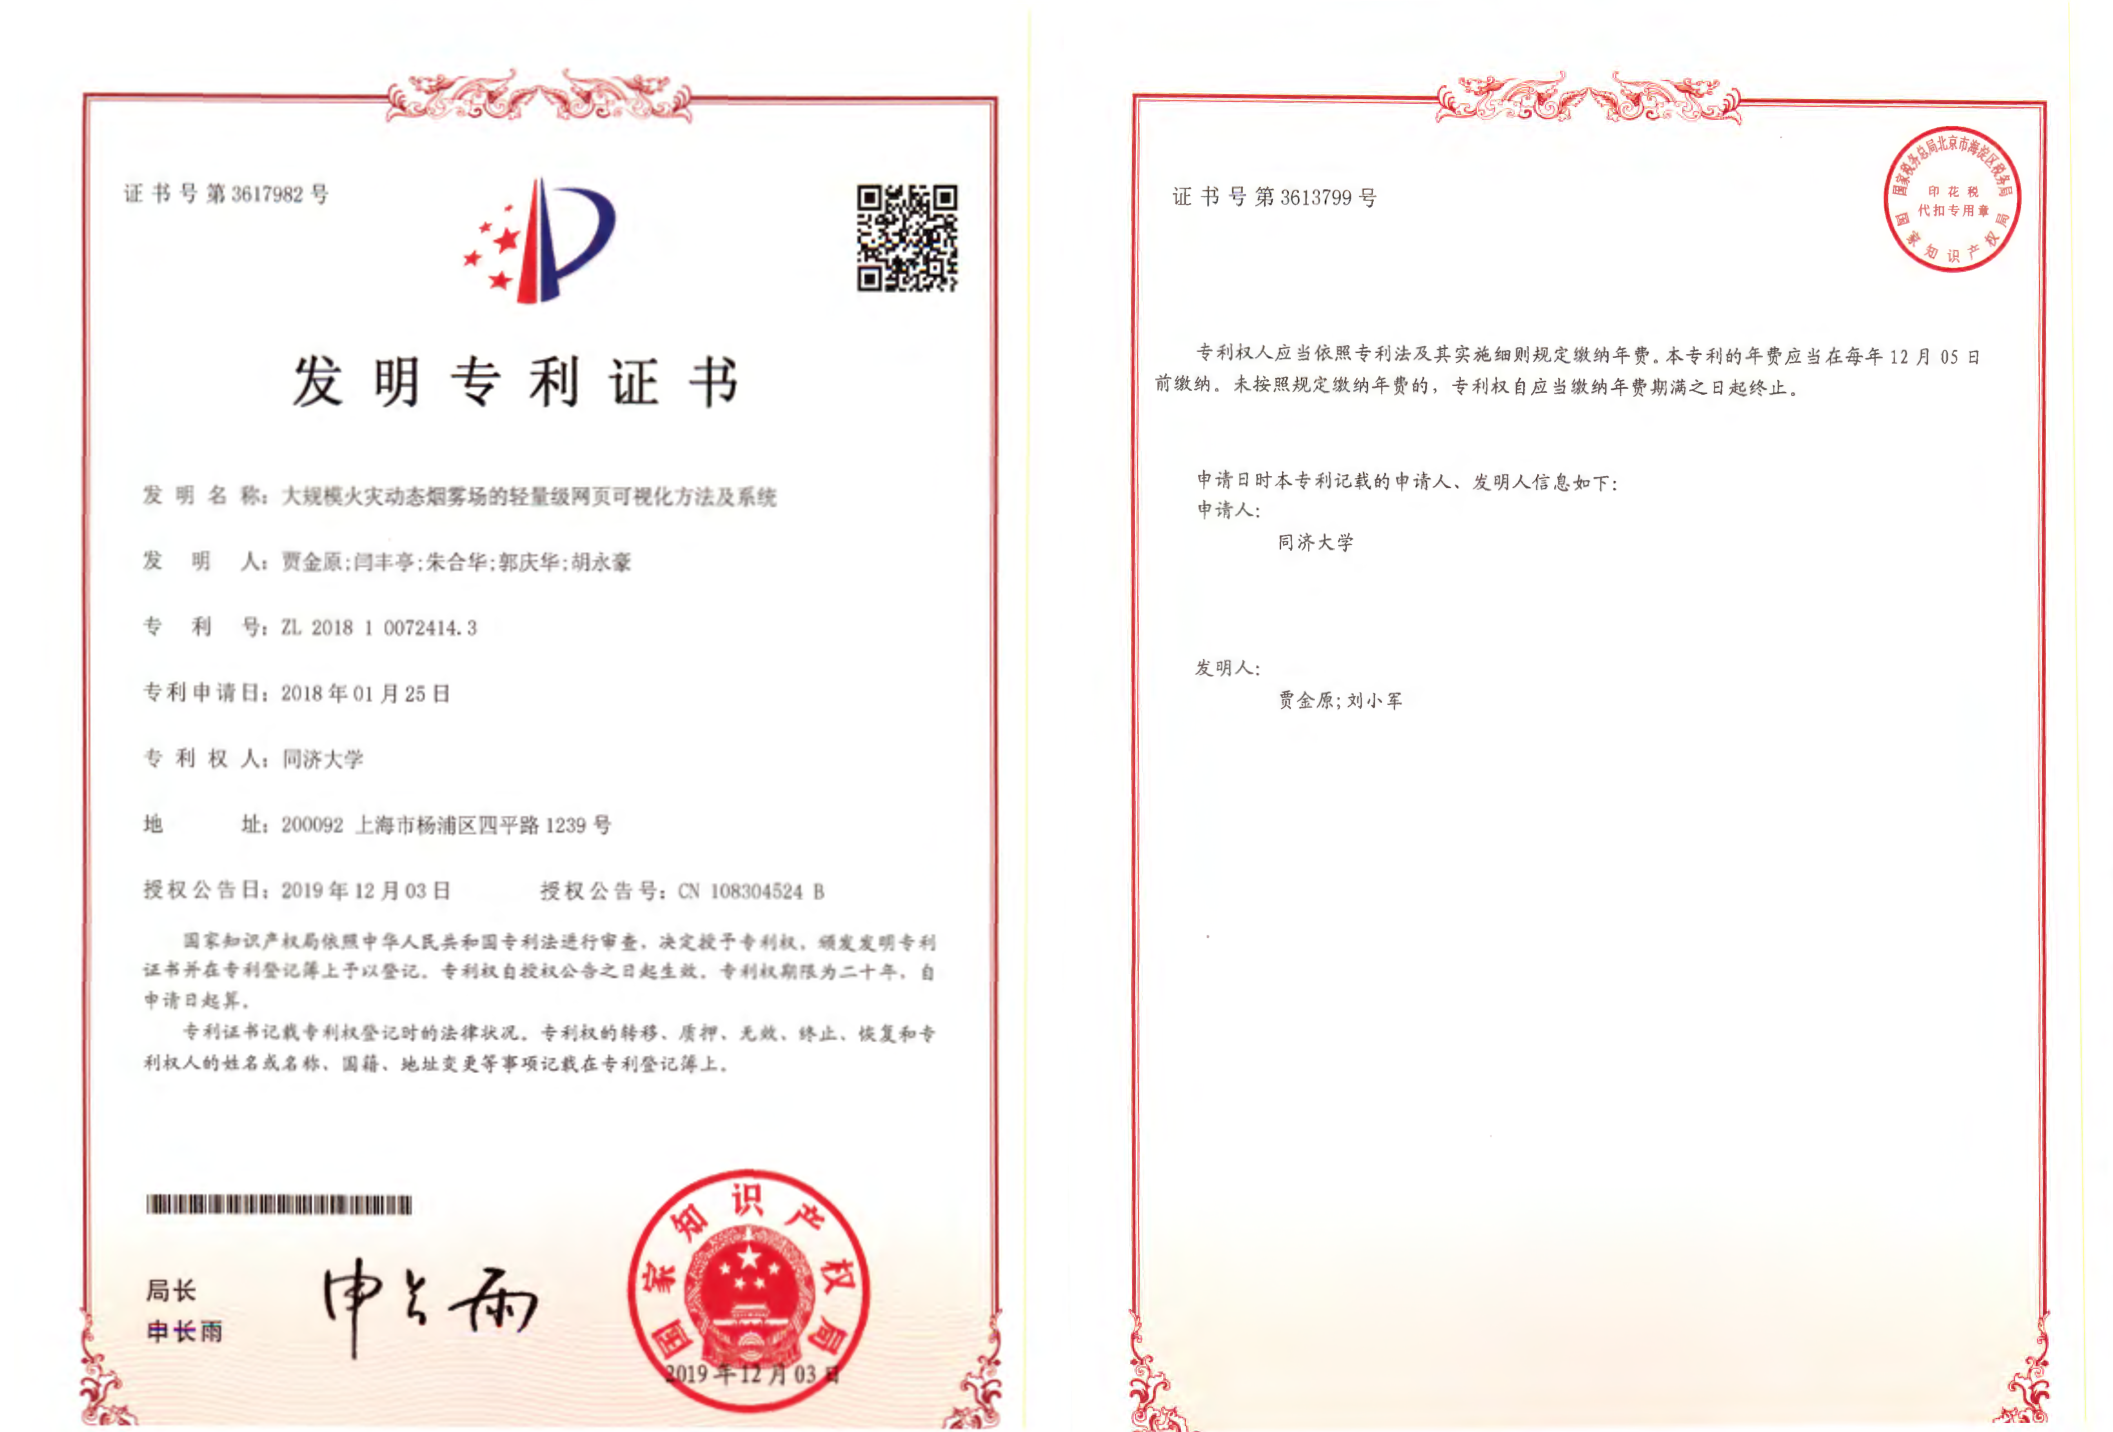 证书号第3617982号
发明专利证书
发明名称：大规模火灾动态烟雾场的轻量级网页可视化方法及系统
发明人：贾金原;闫丰亭;朱合华;郭庆华;胡永豪
专利号：ZL 2018 1 0072414.3
专利申请日：2018年01月25日
专利权人：同济大学
地址：200092 上海市杨浦区四平路1239号
授权公告日：2019年12月03日 授权公告号：CN 108304524 B
国家知识产权局依照中华人民共和国专利法进行审查，决定授予专利权，颁发发明专利
证书并在专利登记簿上予以登记。专利权自授权公告之日起生效。专利权期限为二十年，自
申请日起算。
专利证书记载专利权登记时的法律状况。专利权的转移、质押、无效、终止、恢复和专
利权人的姓名或名称、国籍、地址变更等事项记载在专利登记簿上。
局长
申长雨
申长雨
国家知识产权局
2019年12月03日
证书号第3613799号
国家税务总局北京市海淀区税务局
印花税
代扣专用章
国家知识产权局
专利权人应当依照专利法及其实施细则规定缴纳年费。本专利的年费应当在每年12月05日
前缴纳。未按照规定缴纳年费的，专利权自应当缴纳年费期满之日起终止。
申请日时本专利记载的申请人、发明人信息如下：
申请人：
同济大学
发明人：
贾金原;刘小军